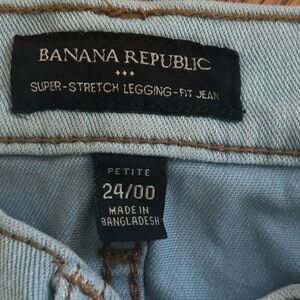 BANANA REPUBLIC
SUPER-STRETCH LEGGING-FIT JEAN
PETITE
24/00
MADE IN
BANGLADESH